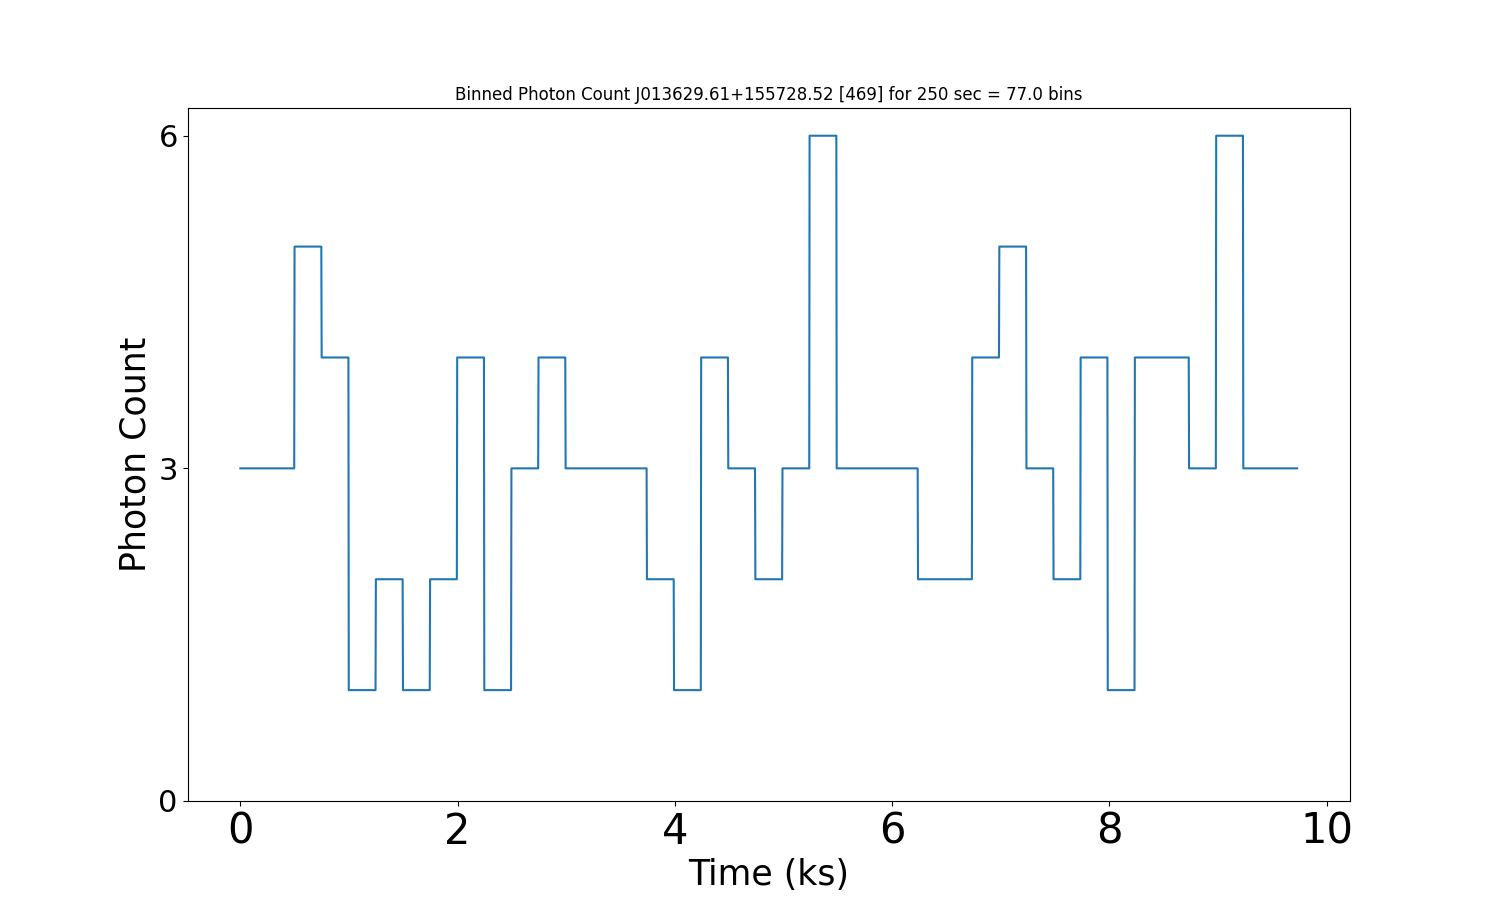 Binned Photon Count J013629.61+155728.52 [469] for 250 sec = 77.0 bins
6
3
0
Photon Count
0 2 4 6 8 10
Time (ks)